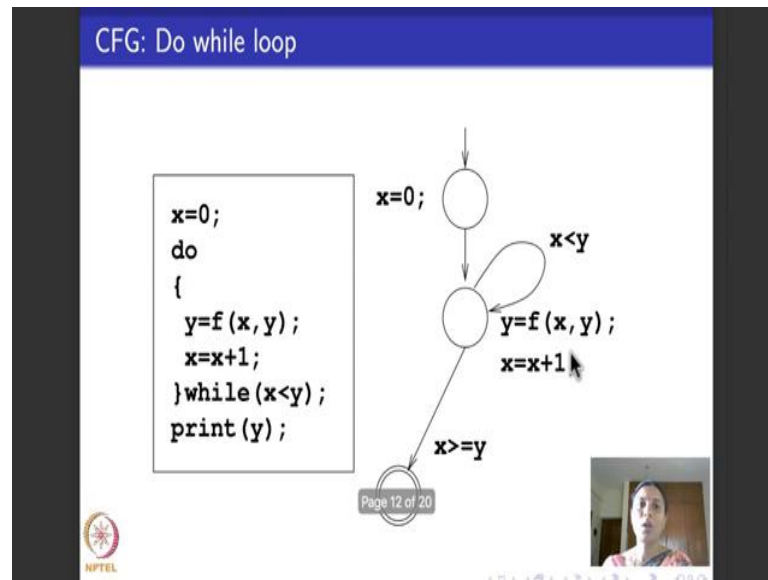 CFG: Do while loop
x=0;
do
{
y=f(x,y);
x=x+1;
}while(x<y);
print(y);
x=0;
x<y
y=f(x,y);
x=x+1
x>=y
Page 12 of 20
NPTEL